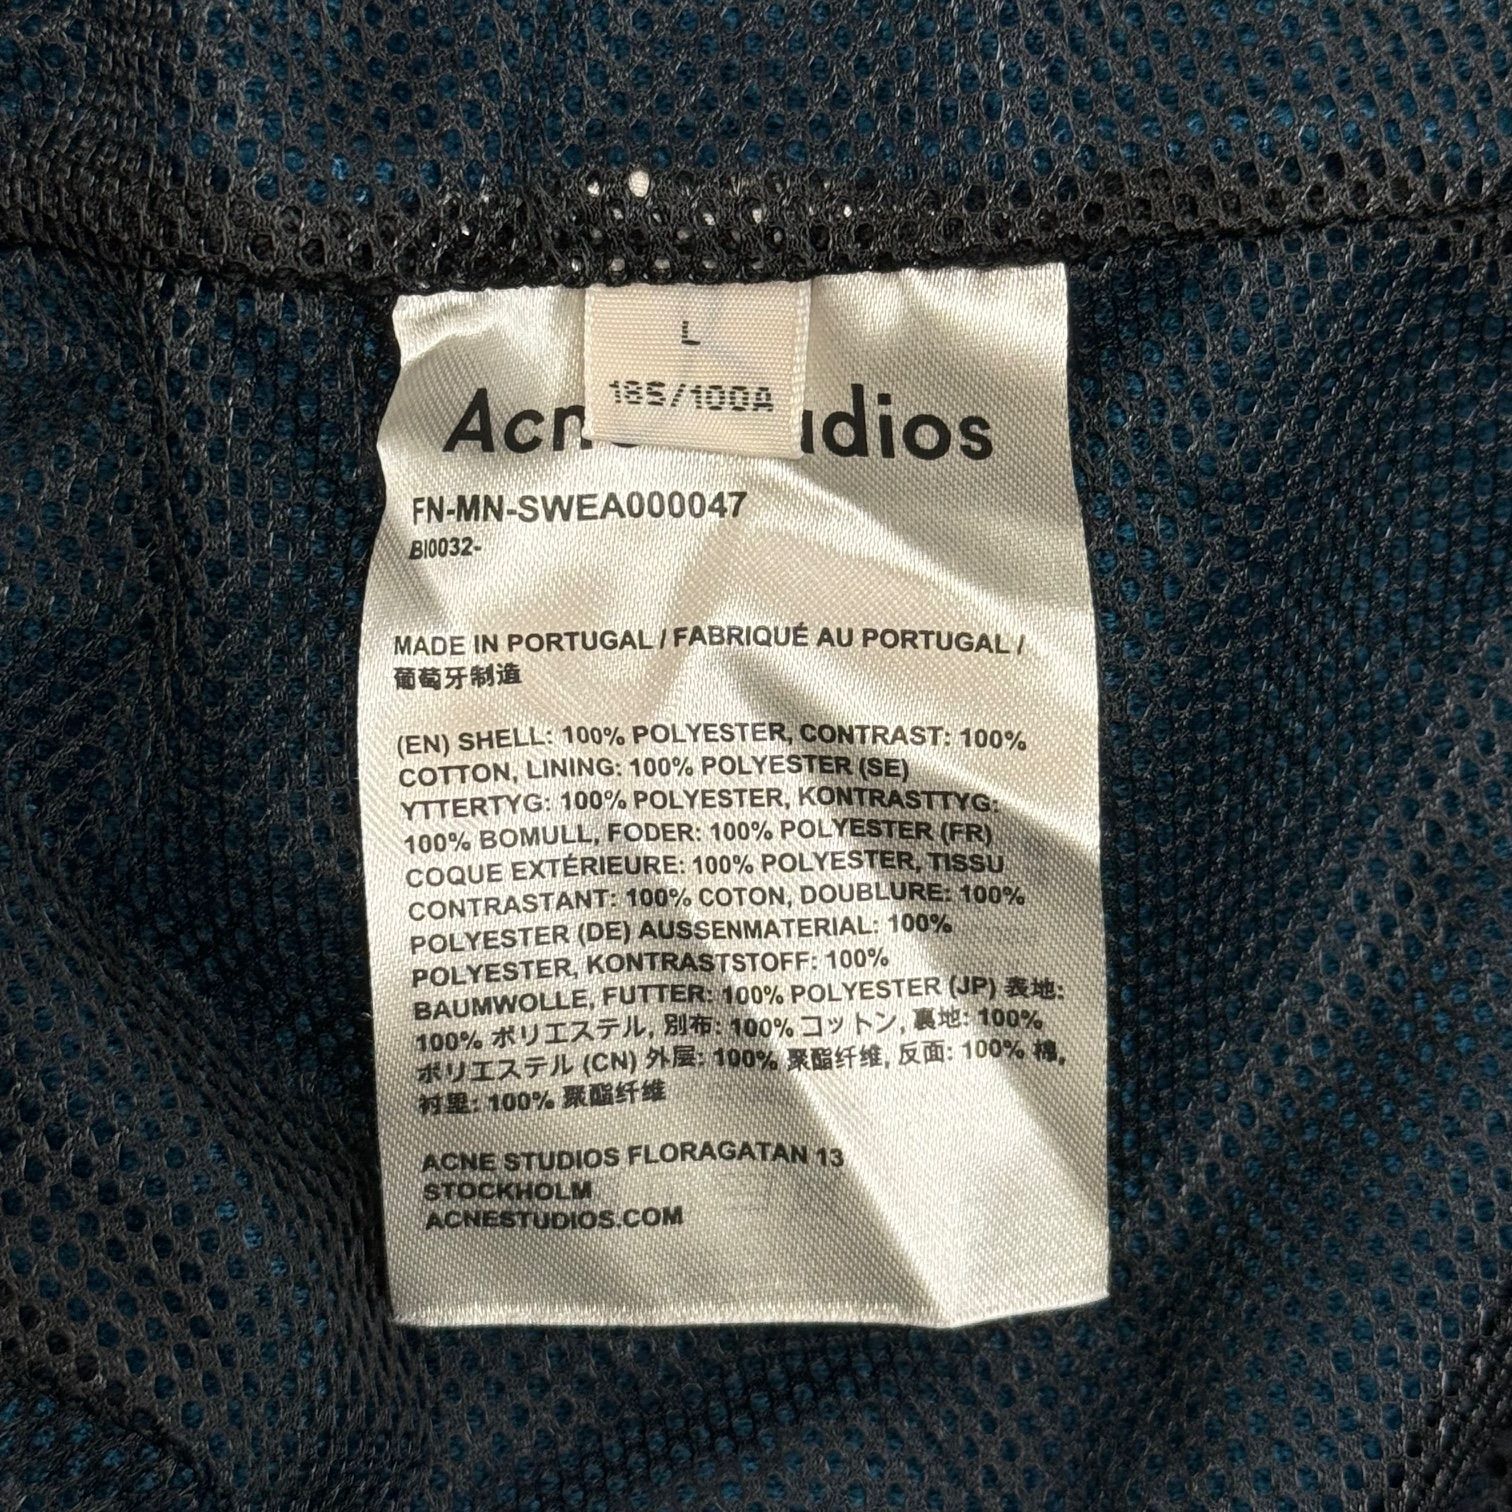 L
185/100A
Acne Studios
FN-MN-SWEA000047
BI0032-
MADE IN PORTUGAL / FABRIQUÉ AU PORTUGAL /
葡萄牙制造
(EN) SHELL: 100% POLYESTER, CONTRAST: 100%
COTTON, LINING: 100% POLYESTER (SE)
YTTERTYG: 100% POLYESTER, KONTRASTTYG:
100% BOMULL, FODER: 100% POLYESTER (FR)
COQUE EXTÉRIEURE: 100% POLYESTER, TISSU
CONTRASTANT: 100% COTON, DOUBLURE: 100%
POLYESTER (DE) AUSSENMATERIAL: 100%
POLYESTER, KONTRASTSTOFF: 100%
BAUMWOLLE, FUTTER: 100% POLYESTER (JP) 表地:
100% ポリエステル, 別布: 100% コットン, 裏地: 100%
ポリエステル (CN) 外层: 100% 聚酯纤维, 反面: 100% 棉,
衬里: 100% 聚酯纤维
ACNE STUDIOS FLORAGATAN 13
STOCKHOLM
ACNESTUDIOS.COM